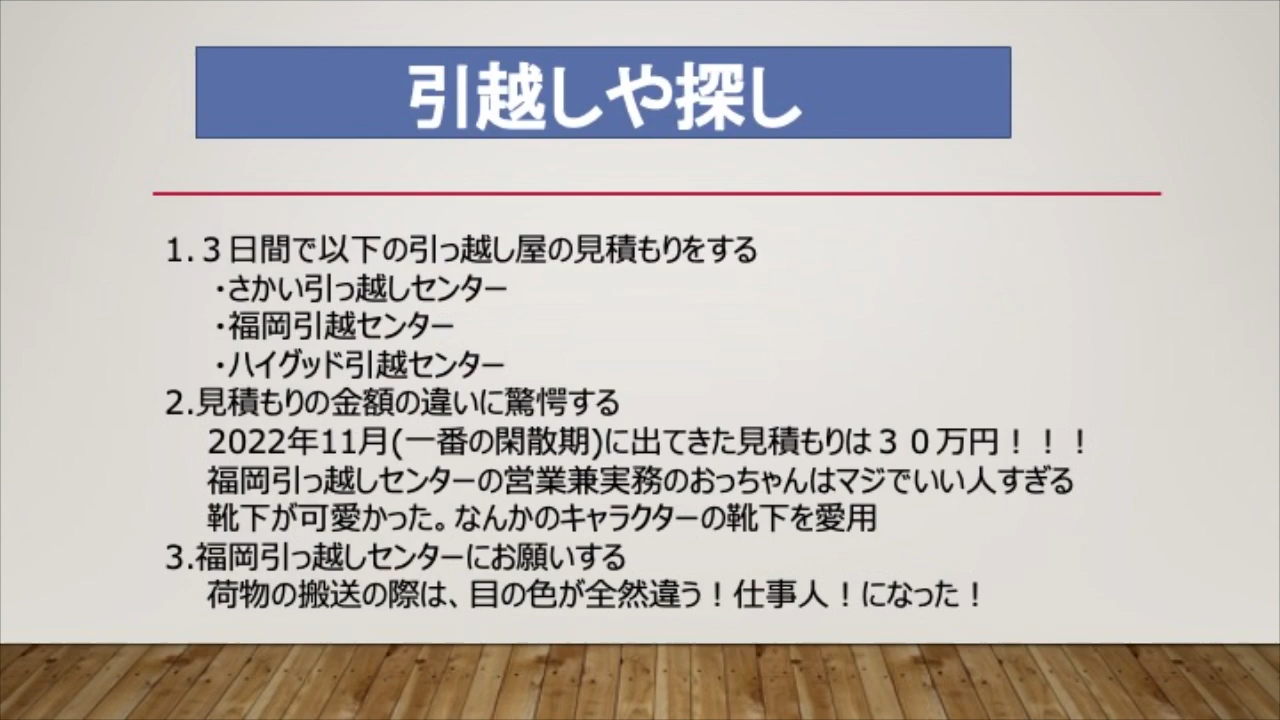 引越しや探し
1.３日間で以下の引っ越し屋の見積もりをする
・さかい引っ越しセンター
・福岡引越センター
・ハイグッド引越センター
2.見積もりの金額の違いに驚愕する
2022年11月(一番の閑散期)に出てきた見積もりは３０万円！！！
福岡引っ越しセンターの営業兼実務のおっちゃんはマジでいい人すぎる
靴下が可愛かった。なんかのキャラクターの靴下を愛用
3.福岡引っ越しセンターにお願いする
荷物の搬送の際は、目の色が全然違う！仕事人！になった！